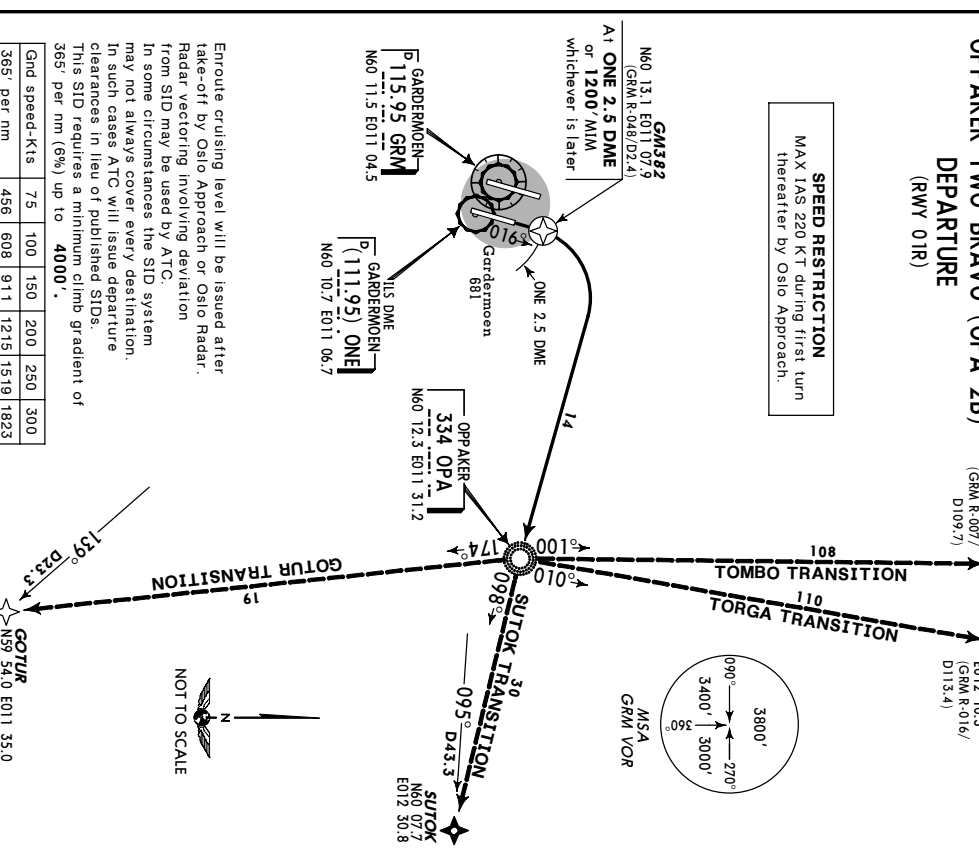 OPPAKER TWO BRAVO (OPA 2B)
DEPARTURE
(RWY 01R)
SPEED RESTRICTION
MAX IAS 220 KT during first turn
thereafter by Oslo Approach.
GM382
N60 13.1 E011 07.9
(GRM R-048/D2.4)
At ONE 2.5 DME
or 1200' MIM
whichever is later
GARDERMOEN
D 115.95 GRM
N60 11.5 E011 04.5
016°
Gardermoen
681
ONE 2.5 DME
ILS DME
GARDERMOEN
D (111.95) ONE
N60 10.7 E011 06.7
14
OPPAKER
334 OPA
N60 12.3 E011 31.2
001°
010°
098°
174°
(GRM R-007/
D109.7)
108
TOMBO TRANSITION
110
TORGA TRANSITION
(GRM R-016/
D113.4)
GOTUR TRANSITION
19
139°
D23.3
GOTUR
N59 54.0 E011 35.0
30
SUTOK TRANSITION
095°
D43.3
SUTOK
N60 07.7
E012 30.8
3800'
090°
270°
3400'
360°
3000'
MSA
GRM VOR
N
NOT TO SCALE
Enroute cruising level will be issued after
take-off by Oslo Approach or Oslo Radar.
Radar vectoring involving deviation
from SID may be used by ATC.
In some circumstances the SID system
may not always cover every destination.
In such cases ATC will issue departure
clearances in lieu of published SIDs.
This SID requires a minimum climb gradient of
365' per nm (6%) up to 4000'.
Gnd speed-Kts 75 100 150 200 250 300
365' per nm 456 608 911 1215 1519 1823